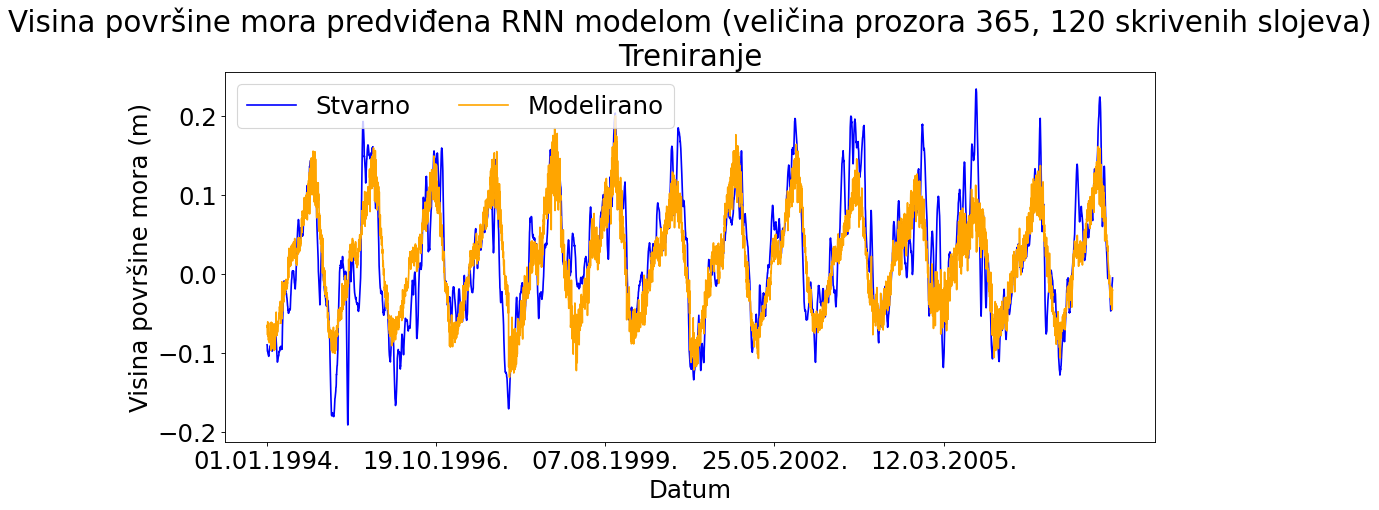 Visina površine mora predviđena RNN modelom (veličina prozora 365, 120 skrivenih slojeva)
Treniranje
Stvarno Modelirano
Visina površine mora (m)
0.2
0.1
0.0
−0.1
−0.2
01.01.1994. 19.10.1996. 07.08.1999. 25.05.2002. 12.03.2005.
Datum